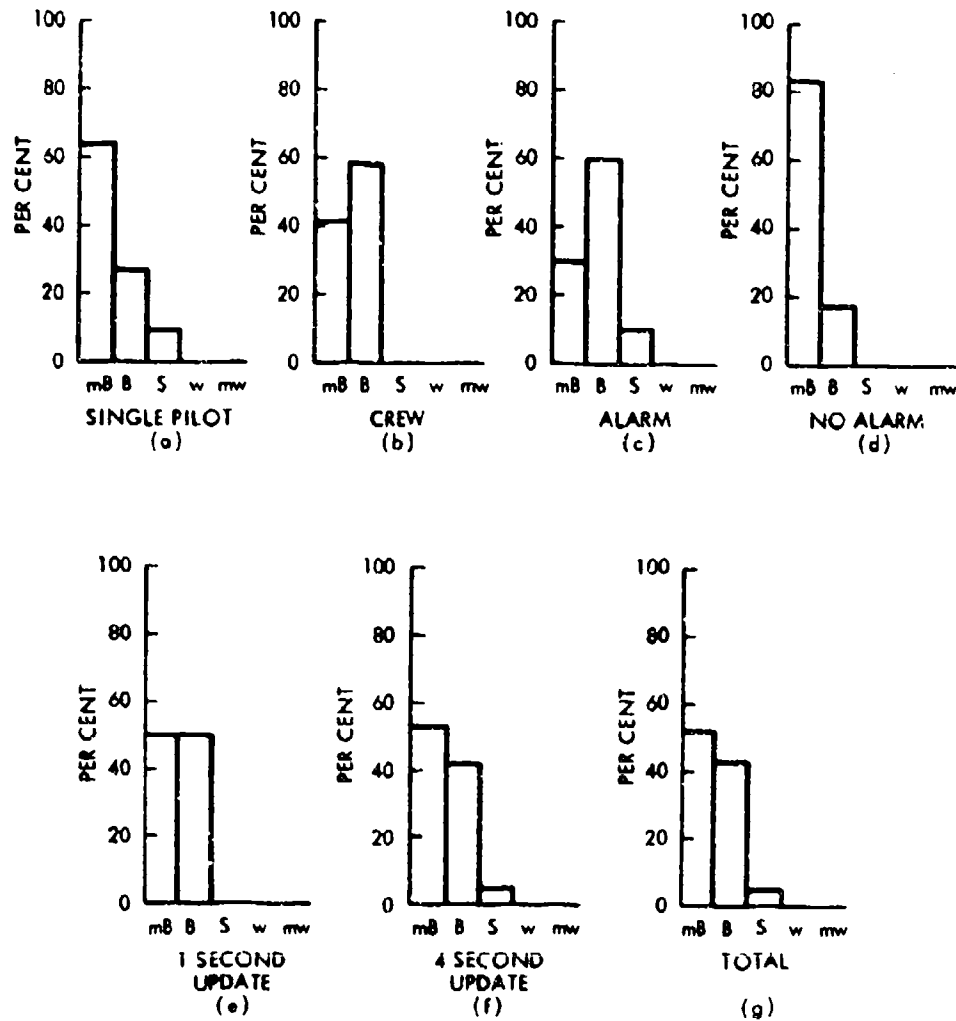 100
80
60
40
20
0
PER CENT
mB B S w mw
SINGLE PILOT
(a)
100
80
60
40
20
0
PER CENT
mB B S w mw
CREW
(b)
100
80
60
40
20
0
PER CENT
mB B S w mw
ALARM
(c)
100
80
60
40
20
0
PER CENT
mB B S w mw
NO ALARM
(d)
100
80
60
40
20
0
PER CENT
mB B S w mw
1 SECOND
UPDATE
(e)
100
80
60
40
20
0
PER CENT
mB B S w mw
4 SECOND
UPDATE
(f)
100
80
60
40
20
0
PER CENT
mB B S w mw
TOTAL
(g)